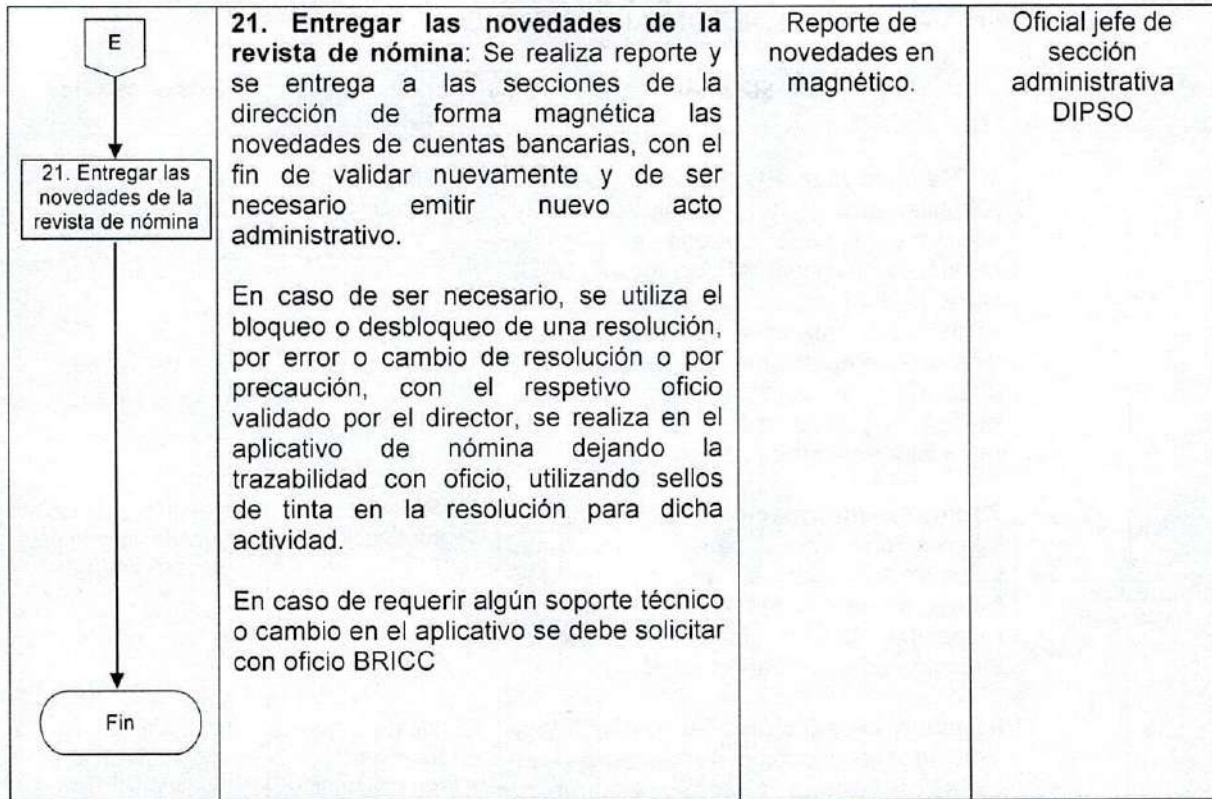 E
21. Entregar las
novedades de la
revista de nómina
Fin
21. Entregar las novedades de la
revista de nómina: Se realiza reporte y
se entrega a las secciones de la
dirección de forma magnética las
novedades de cuentas bancarias, con el
fin de validar nuevamente y de ser
necesario emitir nuevo acto
administrativo.
En caso de ser necesario, se utiliza el
bloqueo o desbloqueo de una resolución,
por error o cambio de resolución o por
precaución, con el respetivo oficio
validado por el director, se realiza en el
aplicativo de nómina dejando la
trazabilidad con oficio, utilizando sellos
de tinta en la resolución para dicha
actividad.
En caso de requerir algún soporte técnico
o cambio en el aplicativo se debe solicitar
con oficio BRICC
Reporte de
novedades en
magnético.
Oficial jefe de
sección
administrativa
DIPSO